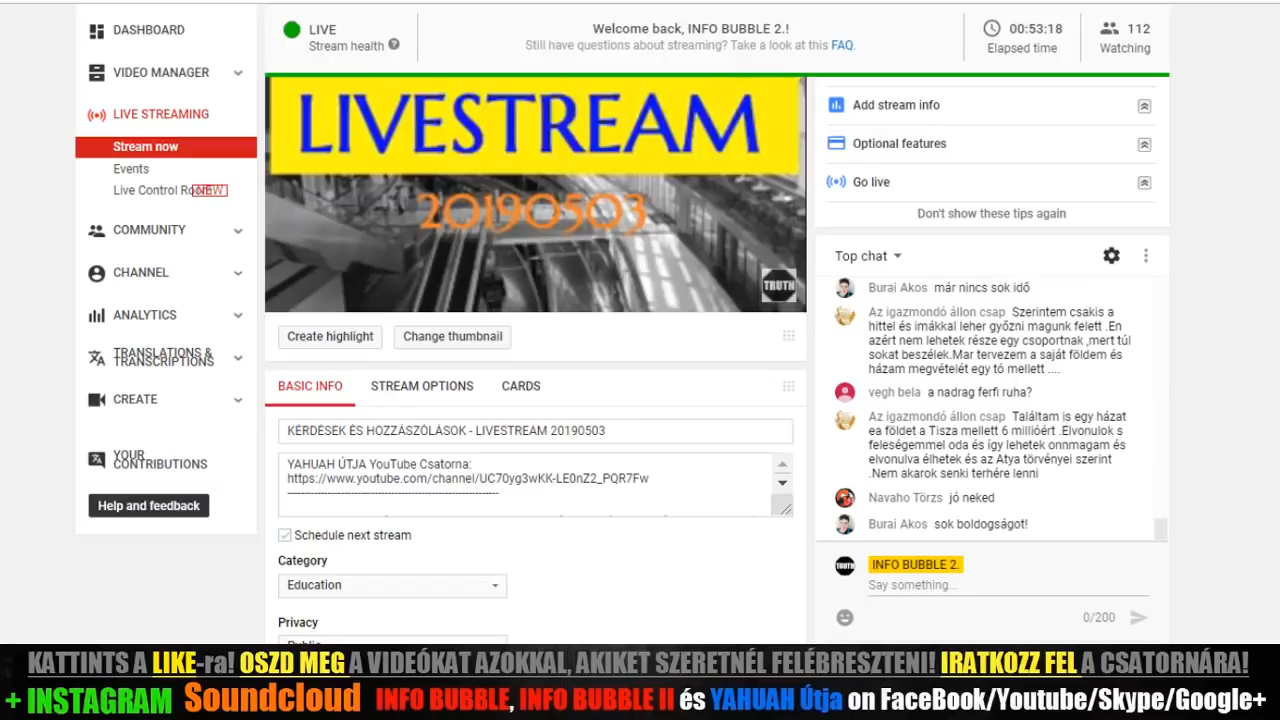 DASHBOARD
VIDEO MANAGER
LIVE STREAMING
Stream now
Events
Live Control Room
NEW
COMMUNITY
CHANNEL
ANALYTICS
TRANSLATIONS &
TRANSCRIPTIONS
CREATE
YOUR
CONTRIBUTIONS
Help and feedback
LIVE
Stream health
Welcome back, INFO BUBBLE 2.!
Still have questions about streaming? Take a look at this FAQ.
00:53:18
Elapsed time
112
Watching
LIVESTREAM
20190503
TRUTH
Create highlight
Change thumbnail
BASIC INFO
STREAM OPTIONS
CARDS
KÉRDÉSEK ÉS HOZZÁSZÓLÁSOK - LIVESTREAM 20190503
YAHUAH ÚTJA YouTube Csatorna:
https://www.youtube.com/channel/UC70yg3wKK-LE0nZ2_PQR7Fw
Schedule next stream
Category
Education
Privacy
Public
Add stream info
Optional features
Go live
Don't show these tips again
Top chat
Burai Akos már nincs sok idő
Az igazmondó állon csap Szerintem csakis a
hittel és imákkal leher győzni magunk felett .En
azért nem lehetek része egy csoportnak ,mert túl
sokat beszélek.Mar tervezem a saját földem és
házam megvételét egy tó mellett ....
vegh bela a nadrag ferfi ruha?
Az igazmondó állon csap Találtam is egy házat
ea földet a Tisza mellett 6 millióért .Elvonulok s
feleségemmel oda és így lehetek onnmagam és
elvonulva élhetek és az Atya törvényei szerint
.Nem akarok senki terhére lenni
Navaho Törzs jó neked
Burai Akos sok boldogságot!
TRUTH
INFO BUBBLE 2.
Say something...
0/200
KATTINTS A LIKE-ra! OSZD MEG A VIDEÓKAT AZOKKAL, AKIKET SZERETNÉL FELÉBRESZTENI! IRATKOZZ FEL A CSATORNÁRA!
+ INSTAGRAM Soundcloud INFO BUBBLE, INFO BUBBLE II és YAHUAH Útja on FaceBook/Youtube/Skype/Google+